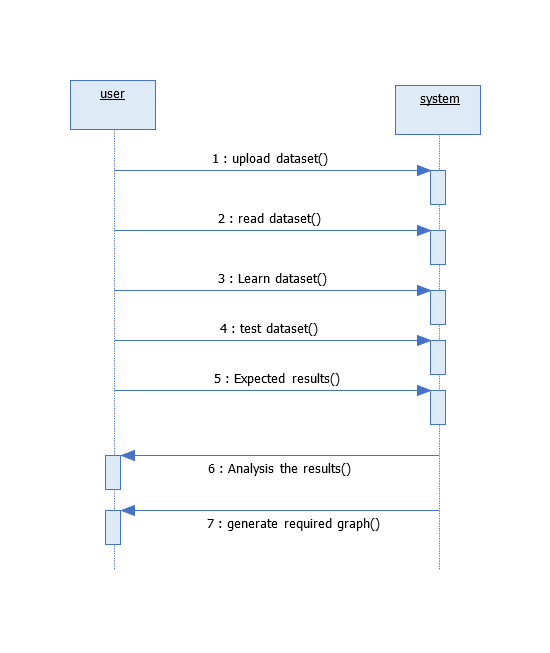 user
system
1 : upload dataset()
2 : read dataset()
3 : Learn dataset()
4 : test dataset()
5 : Expected results()
6 : Analysis the results()
7 : generate required graph()